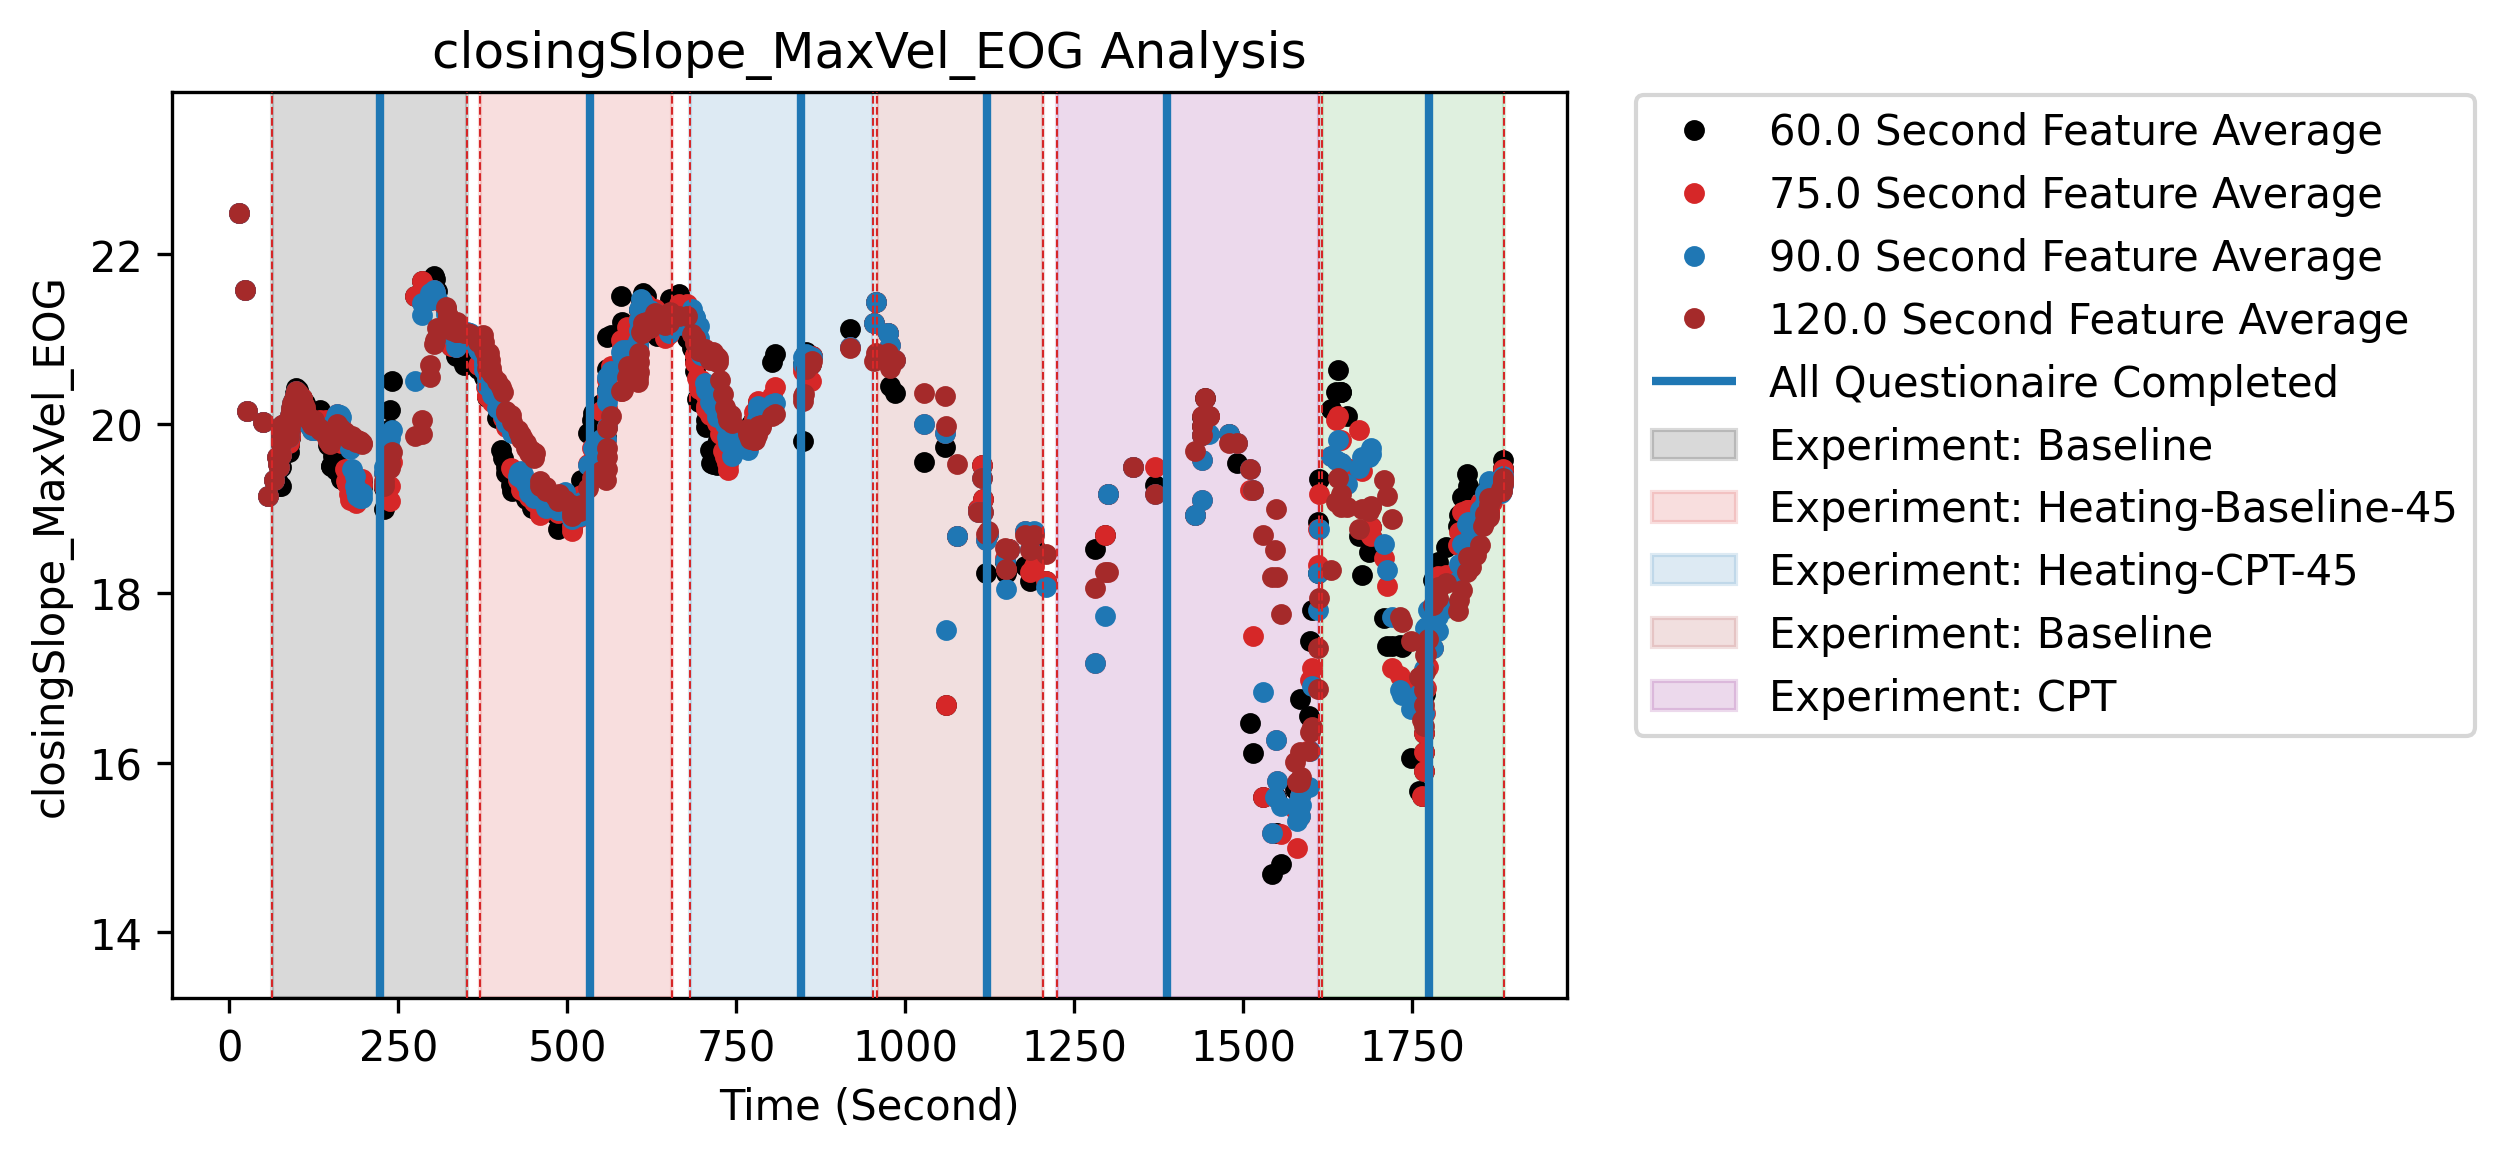 closingSlope_MaxVel_EOG Analysis
closingSlope_MaxVel_EOG
22
20
18
16
14
0 250 500 750 1000 1250 1500 1750
Time (Second)
60.0 Second Feature Average
75.0 Second Feature Average
90.0 Second Feature Average
120.0 Second Feature Average
All Questionaire Completed
Experiment: Baseline
Experiment: Heating-Baseline-45
Experiment: Heating-CPT-45
Experiment: Baseline
Experiment: CPT